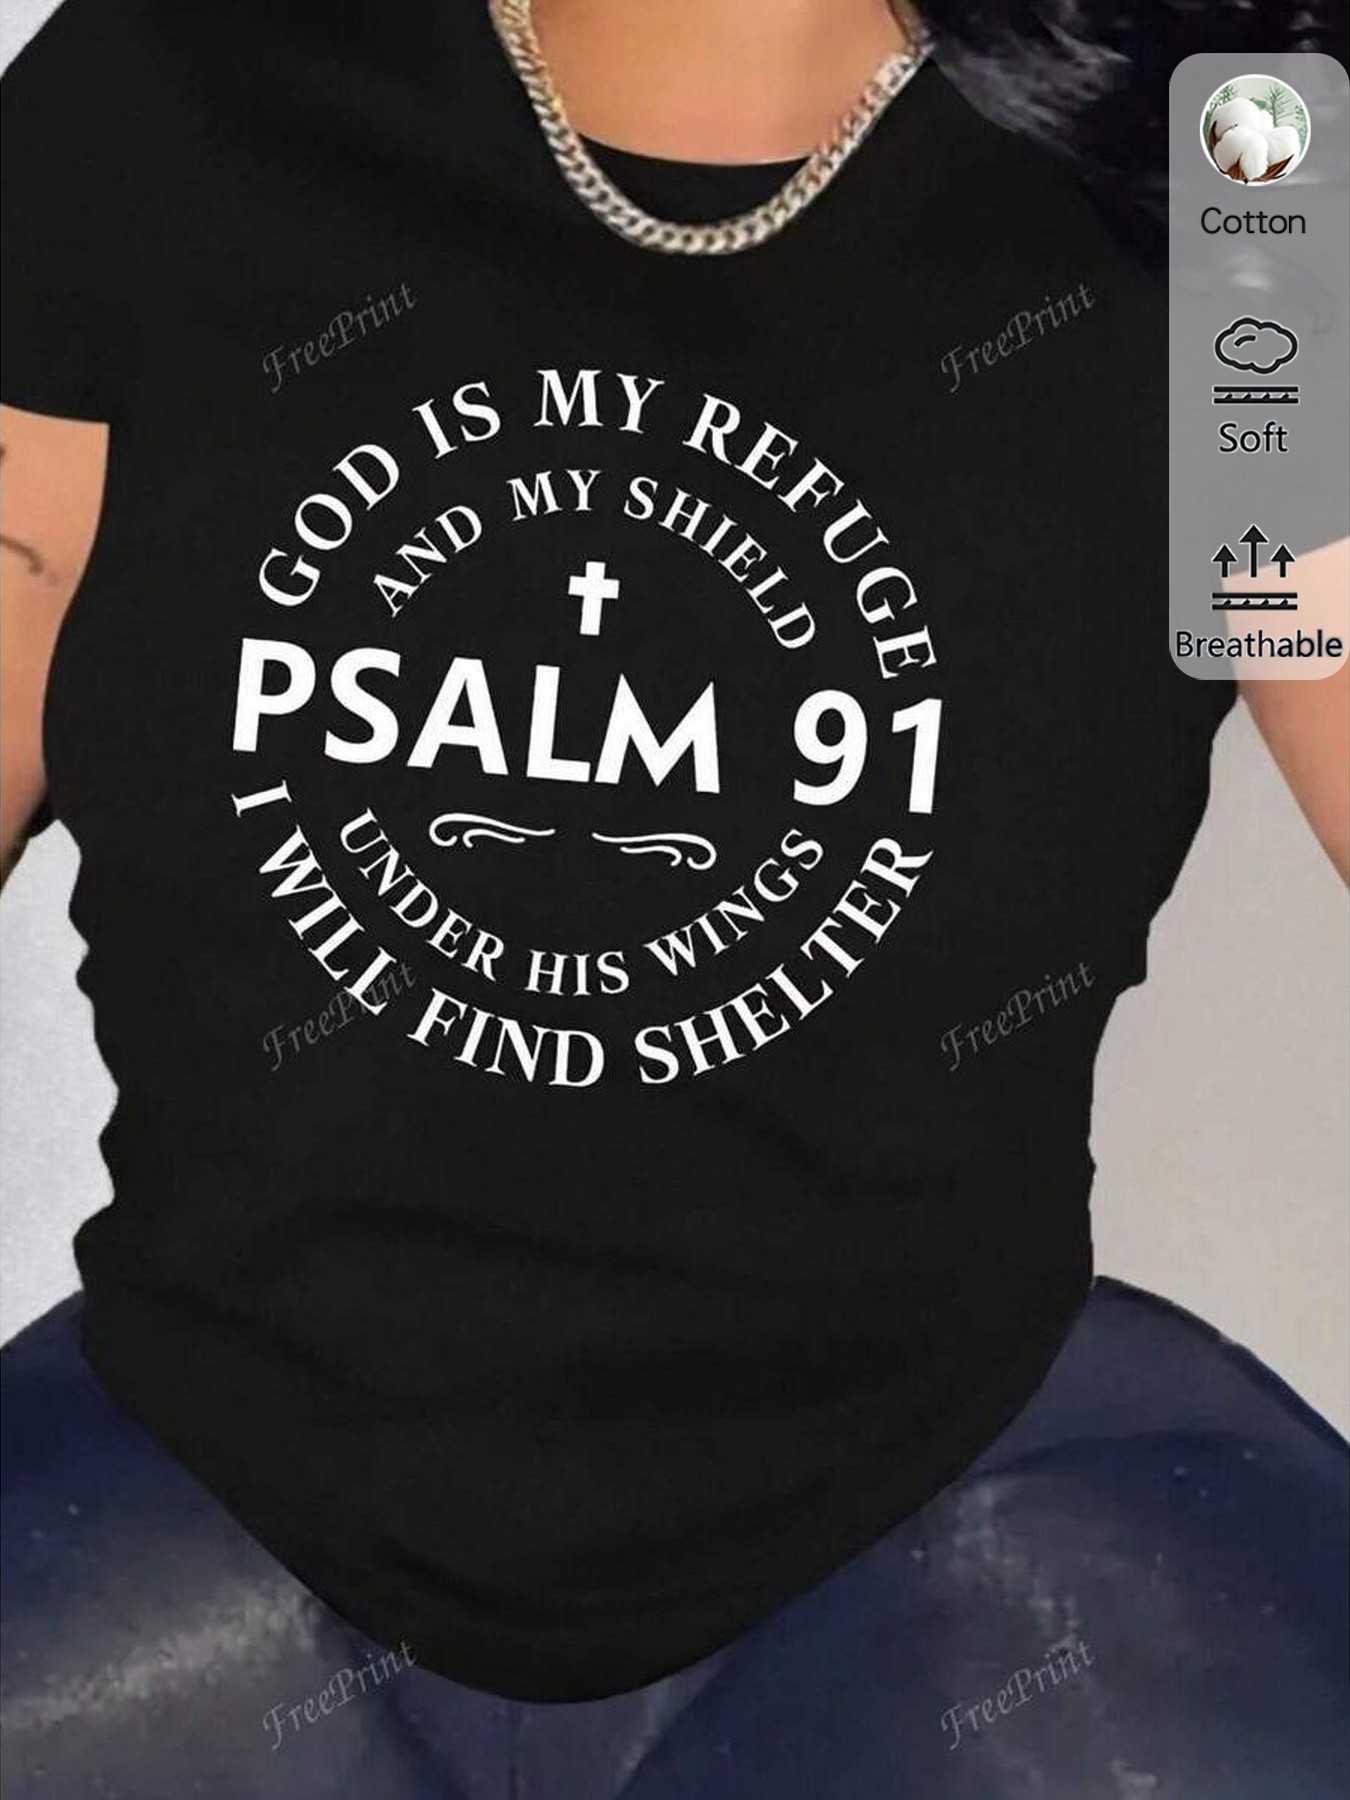 Cotton
Soft
Breathable
FreePrint
FreePrint
GOD IS MY REFUGE
AND MY SHIELD
PSALM 91
UNDER HIS WINGS
I WILL FIND SHELTER
FreePrint
FreePrint
FreePrint
FreePrint